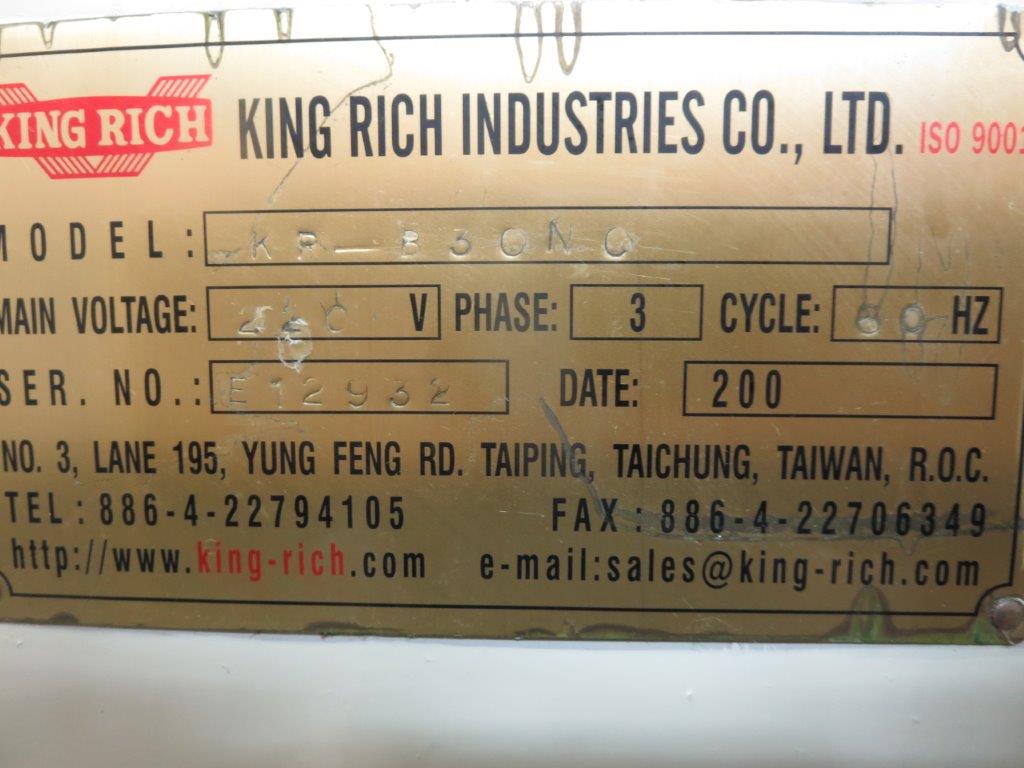 KING RICH
KING RICH INDUSTRIES CO., LTD. ISO 9001
MODEL: KR-B30NC
MAIN VOLTAGE: 220 V PHASE: 3 CYCLE: 60 HZ
SER. NO.: E12932 DATE: 200
NO. 3, LANE 195, YUNG FENG RD. TAIPING, TAICHUNG, TAIWAN, R.O.C.
TEL: 886-4-22794105 FAX: 886-4-22706349
http://www.king-rich.com e-mail:sales@king-rich.com